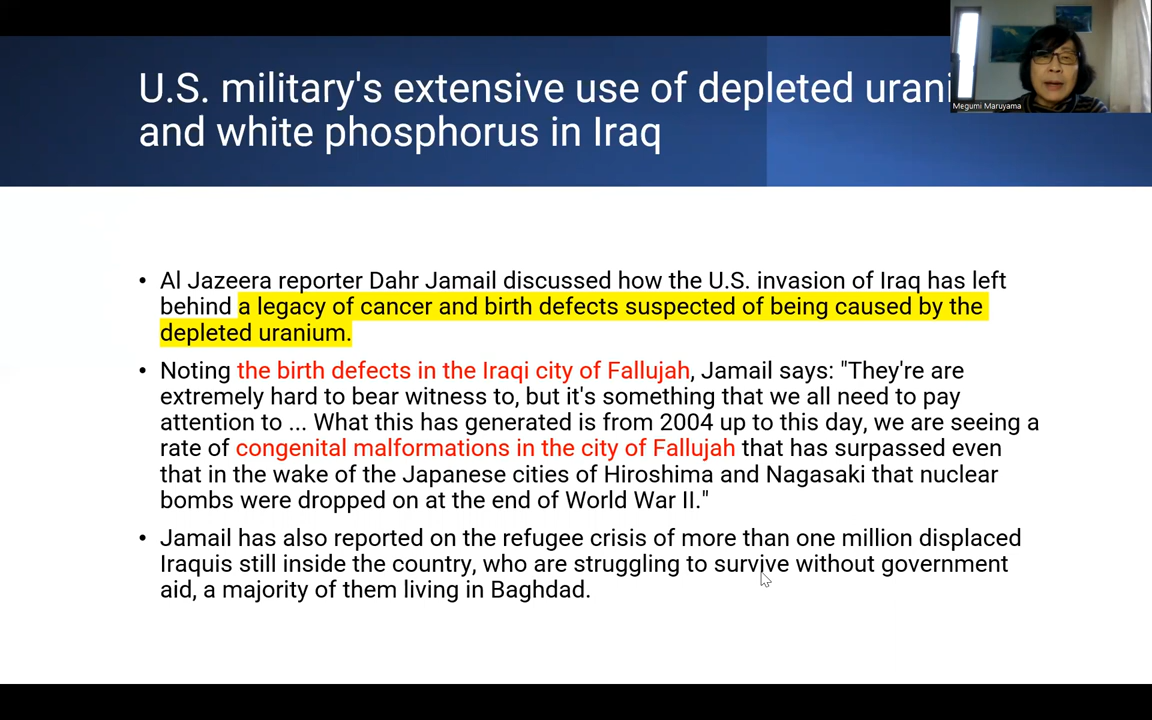 U.S. military's extensive use of depleted urani
and white phosphorus in Iraq
Megumi Maruyama
• Al Jazeera reporter Dahr Jamail discussed how the U.S. invasion of Iraq has left
behind a legacy of cancer and birth defects suspected of being caused by the
depleted uranium.
• Noting the birth defects in the Iraqi city of Fallujah, Jamail says: "They're are
extremely hard to bear witness to, but it's something that we all need to pay
attention to ... What this has generated is from 2004 up to this day, we are seeing a
rate of congenital malformations in the city of Fallujah that has surpassed even
that in the wake of the Japanese cities of Hiroshima and Nagasaki that nuclear
bombs were dropped on at the end of World War II."
• Jamail has also reported on the refugee crisis of more than one million displaced
Iraquis still inside the country, who are struggling to survive without government
aid, a majority of them living in Baghdad.